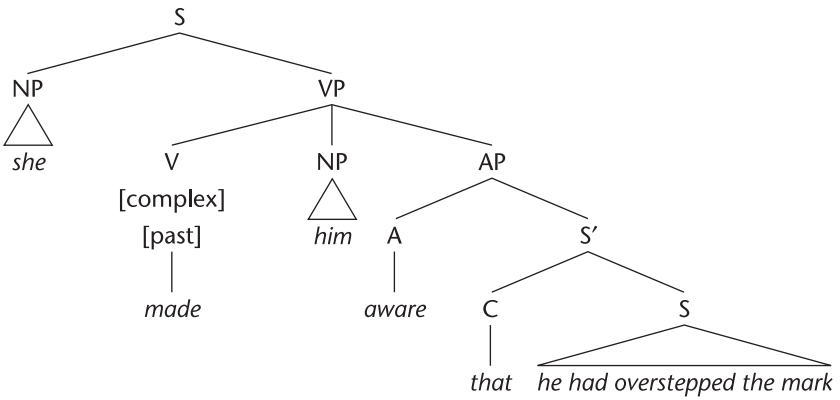 S
NP VP
she V NP AP
[complex]
[past] him A S′
made aware C S
that he had overstepped the mark